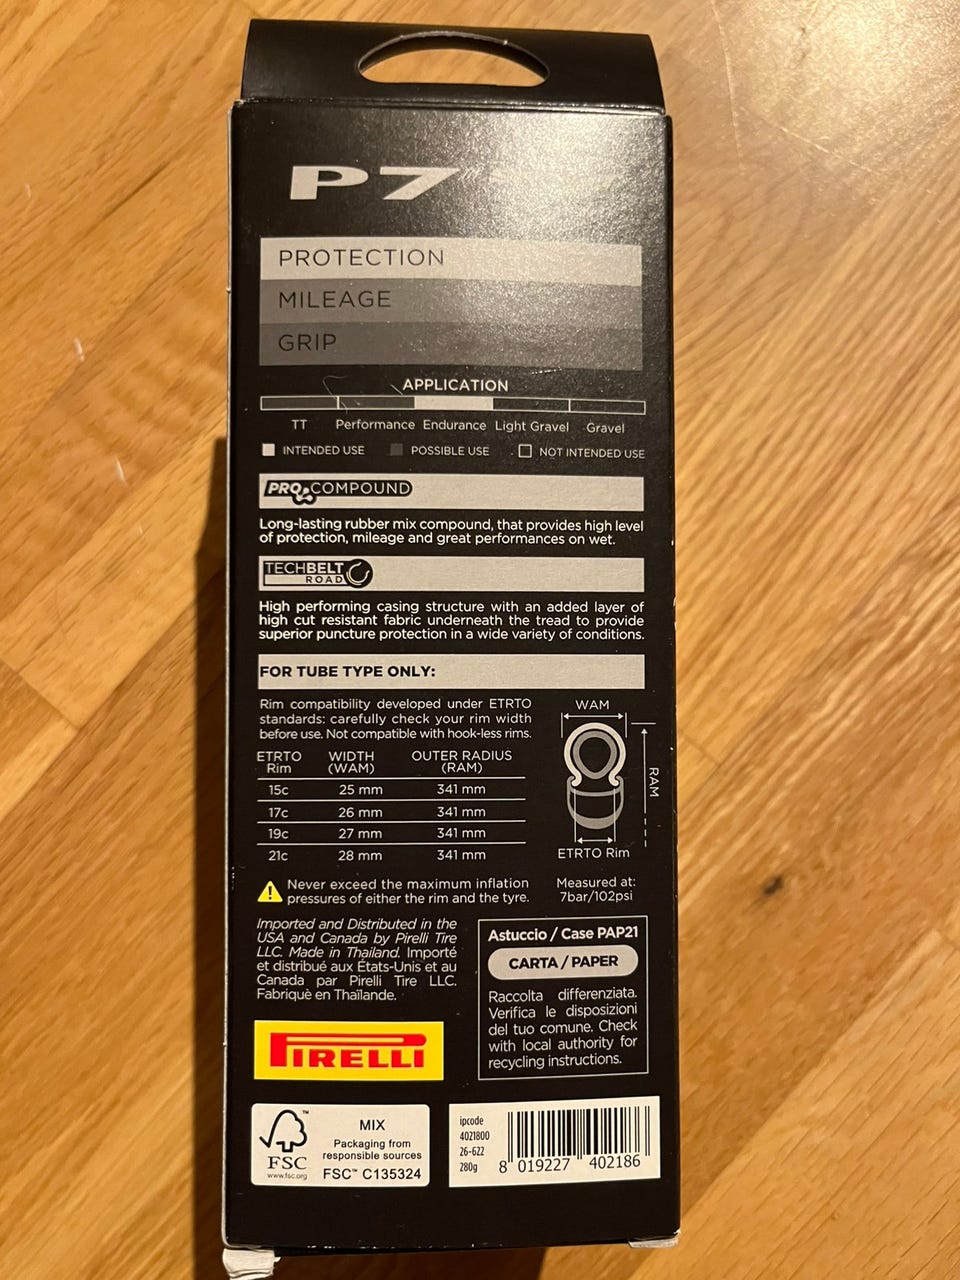 P7
PROTECTION
MILEAGE
GRIP
APPLICATION
TT Performance Endurance Light Gravel Gravel
INTENDED USE POSSIBLE USE NOT INTENDED USE
PRO COMPOUND
Long-lasting rubber mix compound, that provides high level
of protection, mileage and great performances on wet.
TECHBELT
ROAD
High performing casing structure with an added layer of
high cut resistant fabric underneath the tread to provide
superior puncture protection in a wide variety of conditions.
FOR TUBE TYPE ONLY:
Rim compatibility developed under ETRTO
standards: carefully check your rim width
before use. Not compatible with hook-less rims.
ETRTO WIDTH OUTER RADIUS
Rim (WAM) (RAM)
15c 25 mm 341 mm
17c 26 mm 341 mm
19c 27 mm 341 mm
21c 28 mm 341 mm
WAM
RAM
ETRTO Rim
Never exceed the maximum inflation
pressures of either the rim and the tyre.
Measured at:
7bar/102psi
Imported and Distributed in the
USA and Canada by Pirelli Tire
LLC. Made in Thailand. Importé
et distribué aux États-Unis et au
Canada par Pirelli Tire LLC.
Fabriquè en Thaïlande.
Astuccio / Case PAP21
CARTA / PAPER
Raccolta differenziata.
Verifica le disposizioni
del tuo comune. Check
with local authority for
recycling instructions.
PIRELLI
FSC
www.fsc.org
TM
MIX
Packaging from
responsible sources
FSC™ C135324
ipcode
4021800
26-622
280g
8 019227 402186